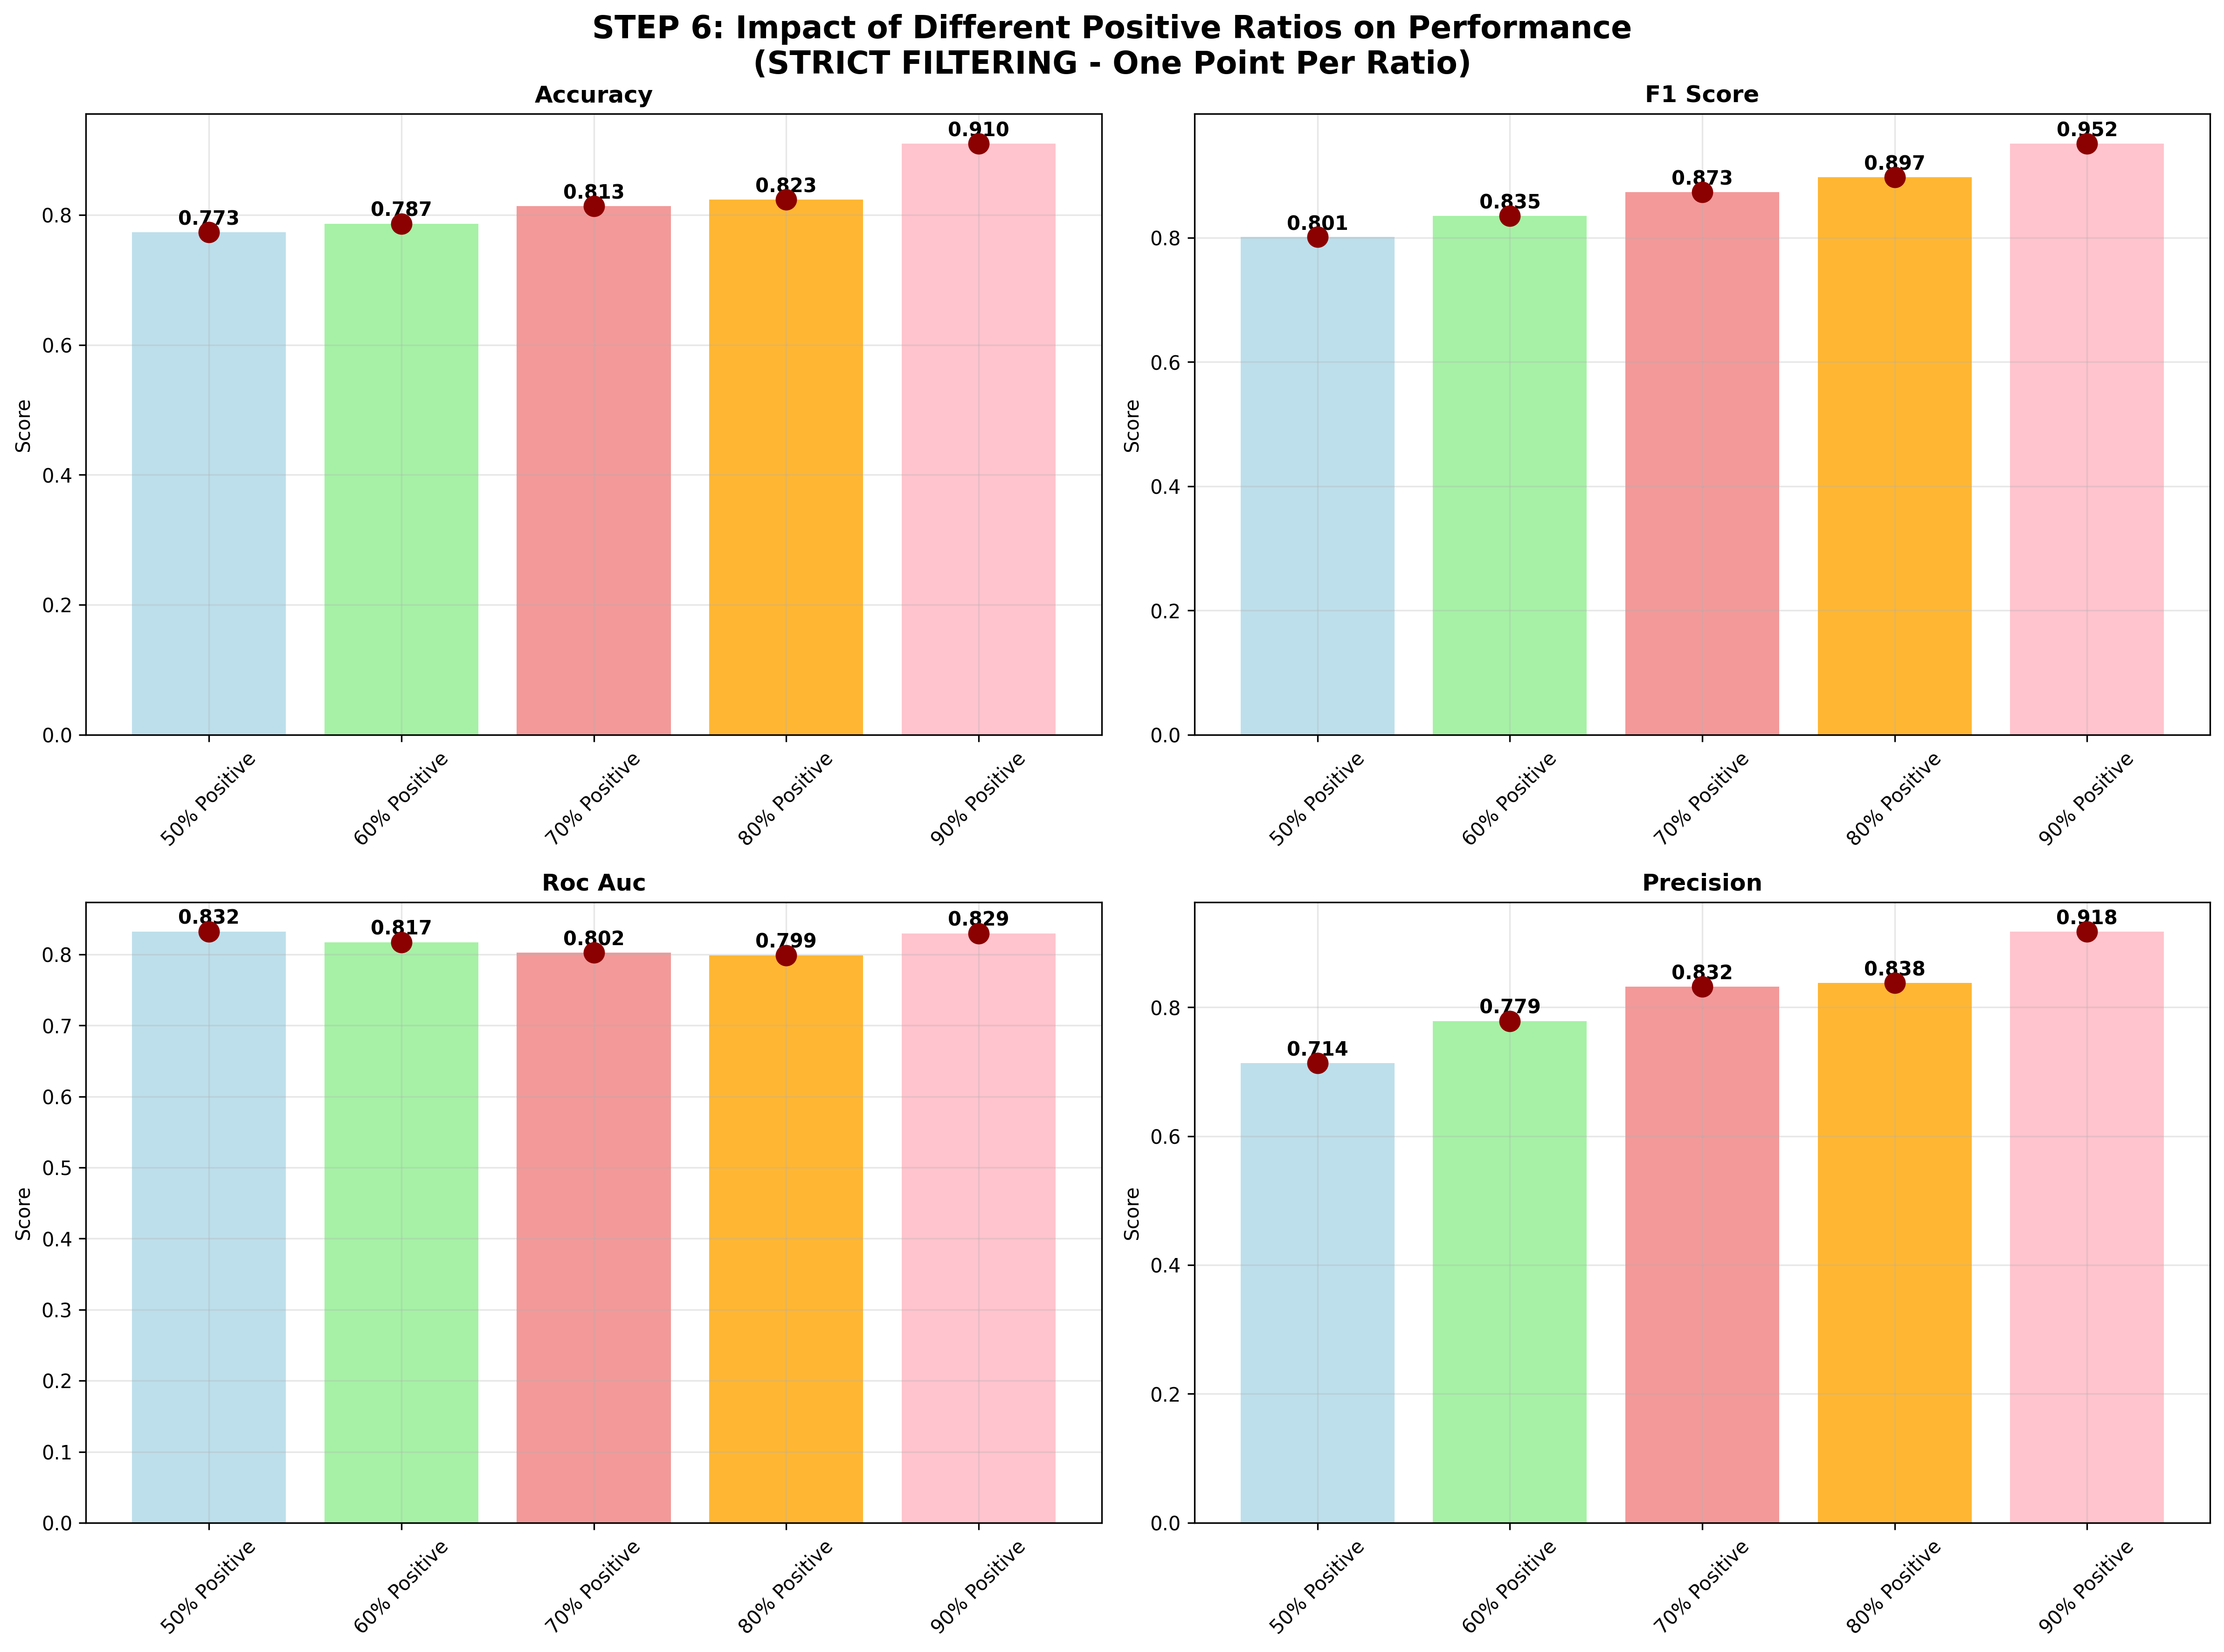 STEP 6: Impact of Different Positive Ratios on Performance
(STRICT FILTERING - One Point Per Ratio)
Accuracy
Score
0.8
0.6
0.4
0.2
0.0
0.773
0.787
0.813
0.823
0.910
50% Positive
60% Positive
70% Positive
80% Positive
90% Positive
F1 Score
Score
0.8
0.6
0.4
0.2
0.0
0.801
0.835
0.873
0.897
0.952
50% Positive
60% Positive
70% Positive
80% Positive
90% Positive
Roc Auc
Score
0.8
0.7
0.6
0.5
0.4
0.3
0.2
0.1
0.0
0.832
0.817
0.802
0.799
0.829
50% Positive
60% Positive
70% Positive
80% Positive
90% Positive
Precision
Score
0.8
0.6
0.4
0.2
0.0
0.714
0.779
0.832
0.838
0.918
50% Positive
60% Positive
70% Positive
80% Positive
90% Positive